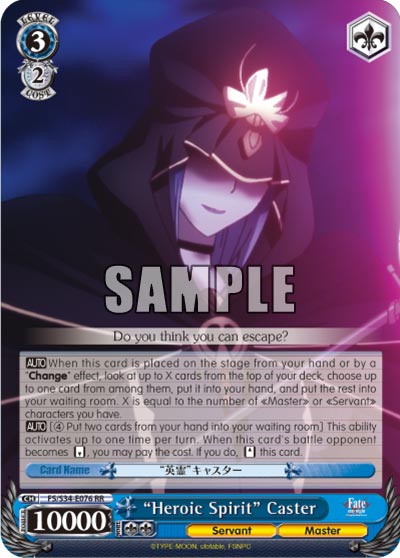 LEVEL
3
2
COST
SAMPLE
Do you think you can escape?
AUTO When this card is placed on the stage from your hand or by a
"Change" effect, look at up to X cards from the top of your deck, choose up
to one card from among them, put it into your hand, and put the rest into
your waiting room. X is equal to the number of «Master» or «Servant»
characters you have.
AUTO [④ Put two cards from your hand into your waiting room] This ability
activates up to one time per turn. When this card's battle opponent
becomes, you may pay the cost. If you do, this card.
Card Name "英霊"キャスター
CH FS/S34-E076 RR
10000
"Heroic Spirit" Caster
Fate
Servant Master
©TYPE-MOON, ufotable, FSNPC